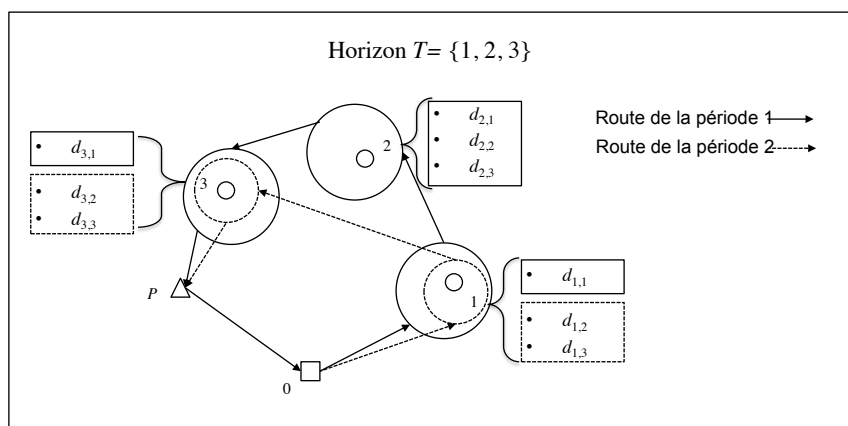 Horizon T= {1, 2, 3}
• d2,1
• d2,2
• d2,3
Route de la période 1
Route de la période 2
• d3,1
• d3,2
• d3,3
2
3
1
• d1,1
• d1,2
• d1,3
P
0